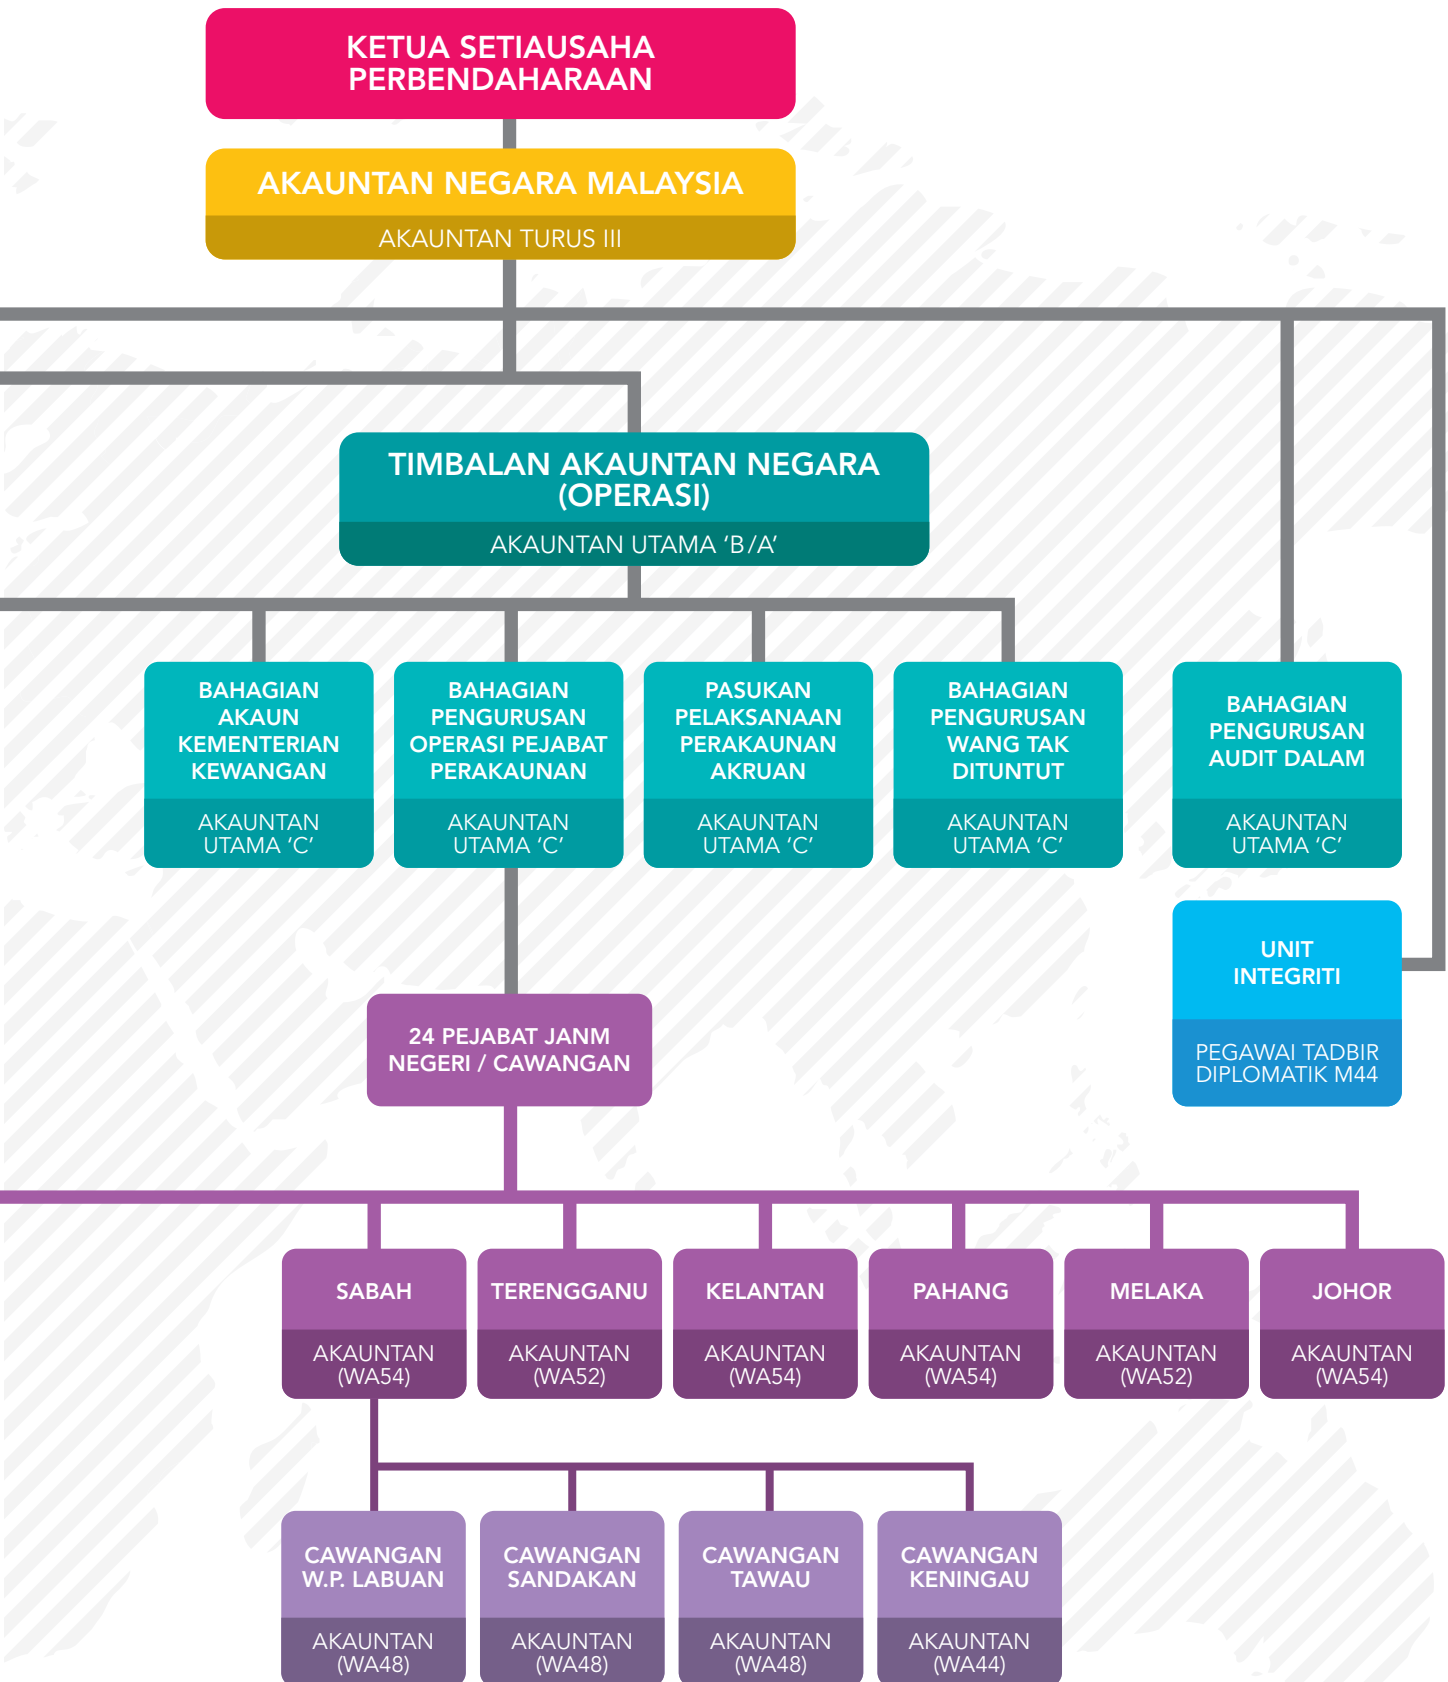 KETUA SETIAUSAHA
PERBENDAHARAAN
AKAUNTAN NEGARA MALAYSIA
AKAUNTAN TURUS III
TIMBALAN AKAUNTAN NEGARA
(OPERASI)
AKAUNTAN UTAMA ‘B/A’
BAHAGIAN
AKAUN
KEMENTERIAN
KEWANGAN
AKAUNTAN
UTAMA ‘C’
BAHAGIAN
PENGURUSAN
OPERASI PEJABAT
PERAKAUNAN
AKAUNTAN
UTAMA ‘C’
PASUKAN
PELAKSANAAN
PERAKAUNAN
AKRUAN
AKAUNTAN
UTAMA ‘C’
BAHAGIAN
PENGURUSAN
WANG TAK
DITUNTUT
AKAUNTAN
UTAMA ‘C’
BAHAGIAN
PENGURUSAN
AUDIT DALAM
AKAUNTAN
UTAMA ‘C’
UNIT
INTEGRITI
PEGAWAI TADBIR
DIPLOMATIK M44
24 PEJABAT JANM
NEGERI / CAWANGAN
SABAH
AKAUNTAN
(WA54)
TERENGGANU
AKAUNTAN
(WA52)
KELANTAN
AKAUNTAN
(WA54)
PAHANG
AKAUNTAN
(WA54)
MELAKA
AKAUNTAN
(WA52)
JOHOR
AKAUNTAN
(WA54)
CAWANGAN
W.P. LABUAN
AKAUNTAN
(WA48)
CAWANGAN
SANDAKAN
AKAUNTAN
(WA48)
CAWANGAN
TAWAU
AKAUNTAN
(WA48)
CAWANGAN
KENINGAU
AKAUNTAN
(WA44)